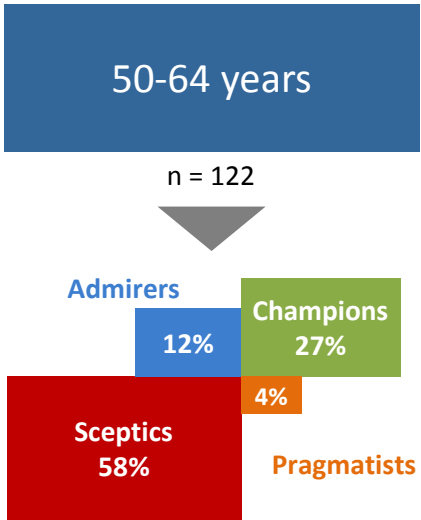 50-64 years
n = 122
Admirers
12%
Champions
27%
Sceptics
58%
4%
Pragmatists